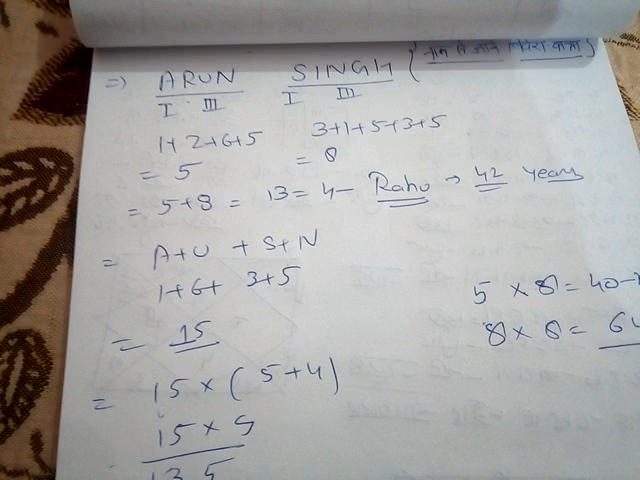 => ARUN SINGH (नाम से जाने
I III I III
1+2+6+5 3+1+5+3+5
= 5 = 8
= 5+8 = 13 = 4 - Rahu → 42 years
= A+U + S+N
1+6+ 3+5
= 15
5 × 8 = 40-
8 × 8 = 64
= 15 × (5+4)
15 × 9
135